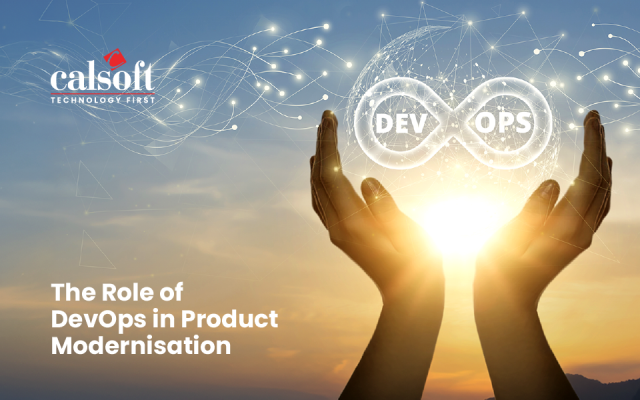 calsoft
TECHNOLOGY FIRST
DEV OPS
The Role of
DevOps in Product
Modernisation